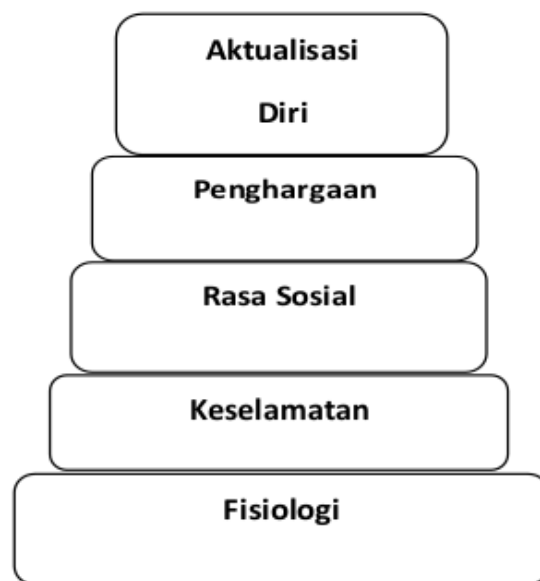 Aktualisasi
Diri
Penghargaan
Rasa Sosial
Keselamatan
Fisiologi